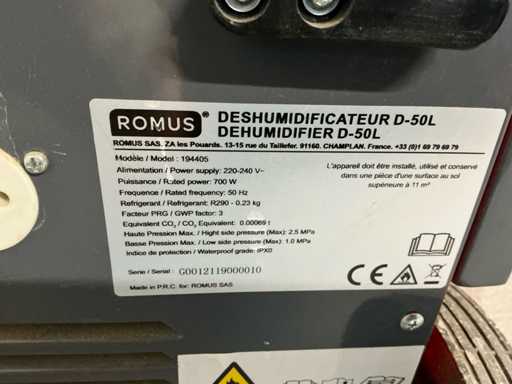 ROMUS® DESHUMIDIFICATEUR D-50L
DEHUMIDIFIER D-50L
ROMUS SAS. ZA les Pouards. 13-15 rue du Taillefer. 91160. CHAMPLAN. France. +33 (0)1 69 79 69 79
Modèle / Model : 194405
Alimentation / Power supply: 220-240 V~
Puissance / Rated power: 700 W
Frequence / Rated frequency: 50 Hz
Refrigerant / Refrigerant: R290 - 0.23 kg
Facteur PRG / GWP factor: 3
Equivalent CO₂ / CO₂ Equivalent: 0.00069 t
Haute Pression Max. / Hight side pressure (Max): 2.5 MPa
Basse Pression Max. / Low side pressure (Max): 1.0 MPa
Indice de protection / Waterproof grade: IPX0
L'appareil doit être installé, utilisé et conservé
dans une pièce d'une surface au sol
supérieure à 11 m²
Serie / Serial : G0012119000010
Made in P.R.C. for: ROMUS SAS
CE